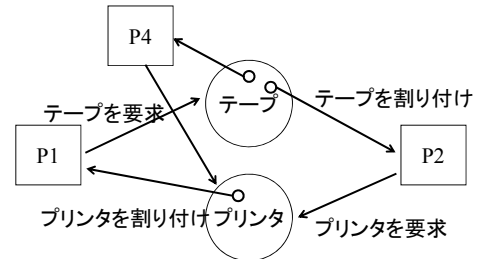 P4
テープ
テープを割り付け
テープを要求
P1
P2
プリンタを割り付け
プリンタ
プリンタを要求